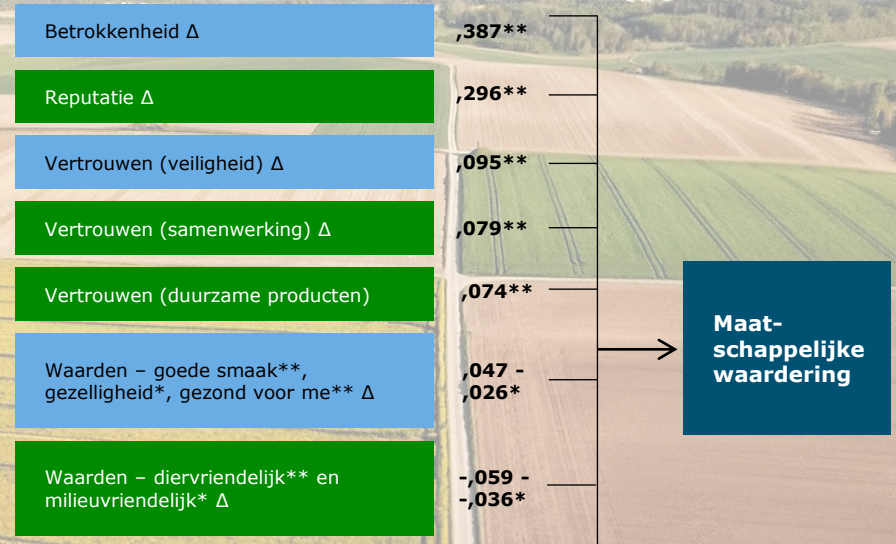 Betrokkenheid Δ
,387**
Reputatie Δ
,296**
Vertrouwen (veiligheid) Δ
,095**
Vertrouwen (samenwerking) Δ
,079**
Vertrouwen (duurzame producten)
,074**
Waarden – goede smaak**,
gezelligheid*, gezond voor me** Δ
,047 -
,026*
Waarden – diervriendelijk** en
milieuvriendelijk* Δ
-,059 -
-,036*
Maat-
schappelijke
waardering